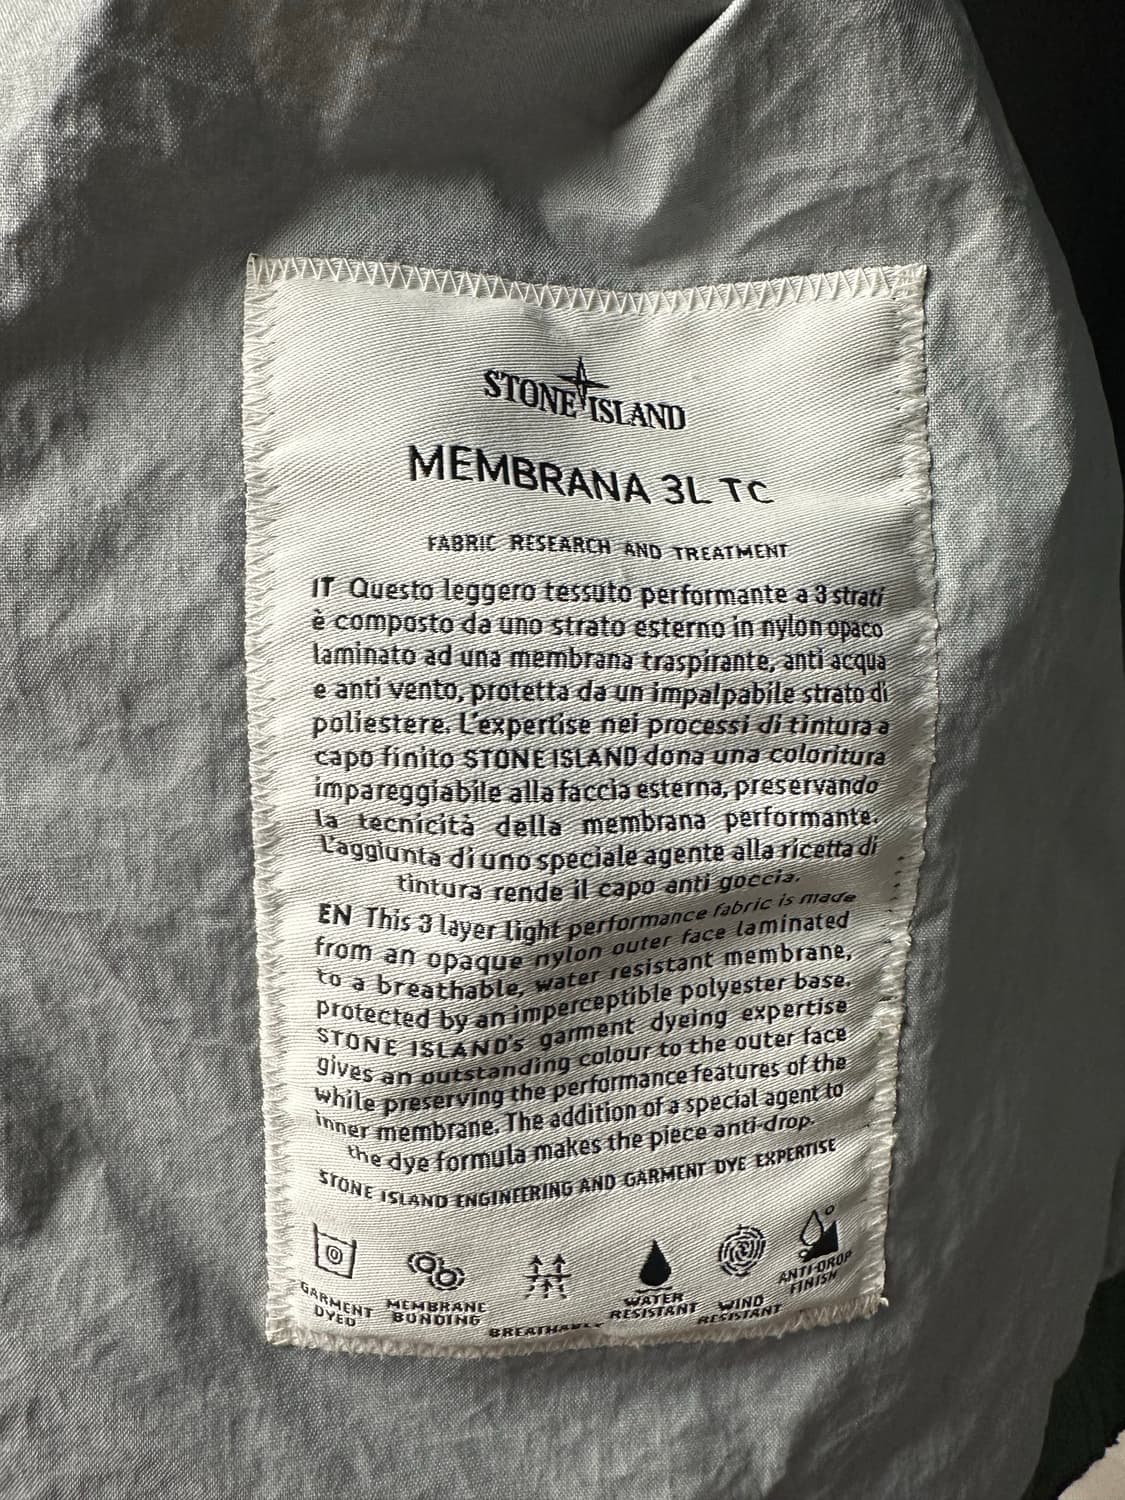 STONE ISLAND
MEMBRANA 3L TC
FABRIC RESEARCH AND TREATMENT
IT Questo leggero tessuto performante a 3 strati
è composto da uno strato esterno in nylon opaco
laminato ad una membrana traspirante, anti acqua
e anti vento, protetta da un impalpabile strato di
poliestere. L'expertise nei processi di tintura a
capo finito STONE ISLAND dona una coloritura
impareggiabile alla faccia esterna, preservando
la tecnicità della membrana performante.
L'aggiunta di uno speciale agente alla ricetta di
tintura rende il capo anti goccia.
EN This 3 layer light performance fabric is made
from an opaque nylon outer face laminated
to a breathable, water resistant membrane,
protected by an imperceptible polyester base.
STONE ISLAND's garment dyeing expertise
gives an outstanding colour to the outer face
while preserving the performance features of the
inner membrane. The addition of a special agent to
the dye formula makes the piece anti-drop.
STONE ISLAND ENGINEERING AND GARMENT DYE EXPERTISE
GARMENT
DYED
MEMBRANE
BONDING
BREATHABLE
WATER
RESISTANT
WIND
RESISTANT
ANTI-DROP
FINISH